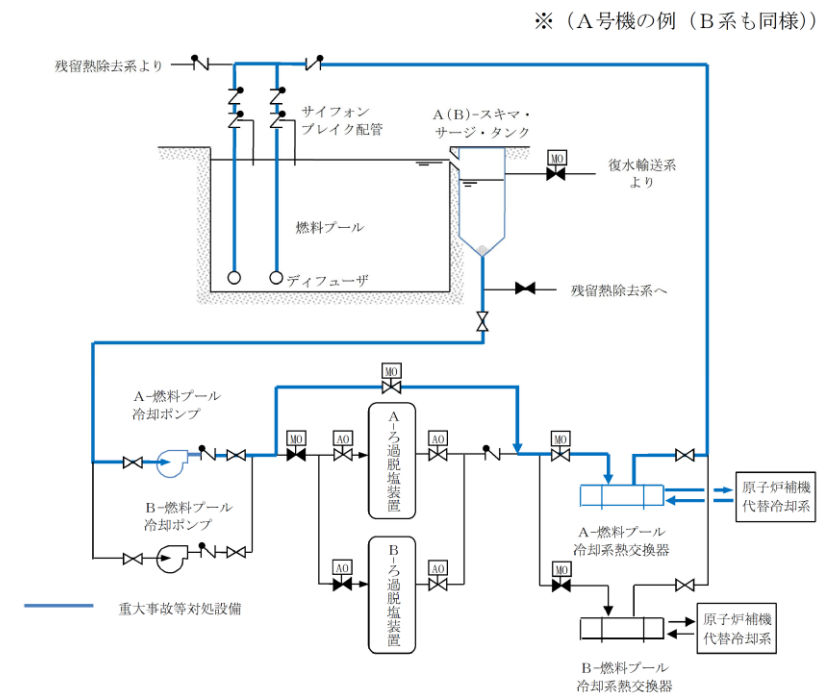 ※（A号機の例（B系も同様））
残留熱除去系より
サイフォン
ブレイク配管
A(B)-スキマ・
サージ・タンク
MO
復水輸送系
より
燃料プール
ディフューザ
残留熱除去系へ
MO
A-燃料プール
冷却ポンプ
MO
AO
A-ろ過脱塩装置
AO
MO
原子炉補機
代替冷却系
A-燃料プール
冷却系熱交換器
B-燃料プール
冷却ポンプ
AO
B-ろ過脱塩装置
AO
MO
原子炉補機
代替冷却系
B-燃料プール
冷却系熱交換器
重大事故等対処設備